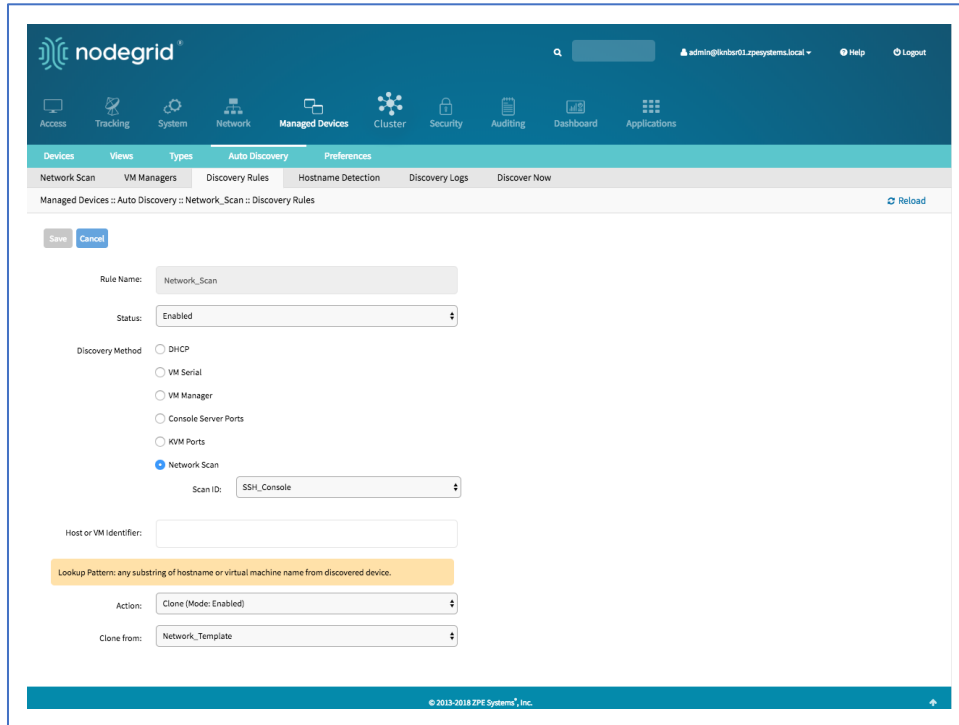 nodegrid®
admin@lknbsr01.zpesystems.local
Help
Logout
Access
Tracking
System
Network
Managed Devices
Cluster
Security
Auditing
Dashboard
Applications
Devices
Views
Types
Auto Discovery
Preferences
Network Scan
VM Managers
Discovery Rules
Hostname Detection
Discovery Logs
Discover Now
Managed Devices :: Auto Discovery :: Network_Scan :: Discovery Rules
Reload
Save
Cancel
Rule Name: Network_Scan
Status: Enabled
Discovery Method
DHCP
VM Serial
VM Manager
Console Server Ports
KVM Ports
Network Scan
Scan ID: SSH_Console
Host or VM Identifier:
Lookup Pattern: any substring of hostname or virtual machine name from discovered device.
Action: Clone (Mode: Enabled)
Clone from: Network_Template
© 2013-2018 ZPE Systems®, Inc.